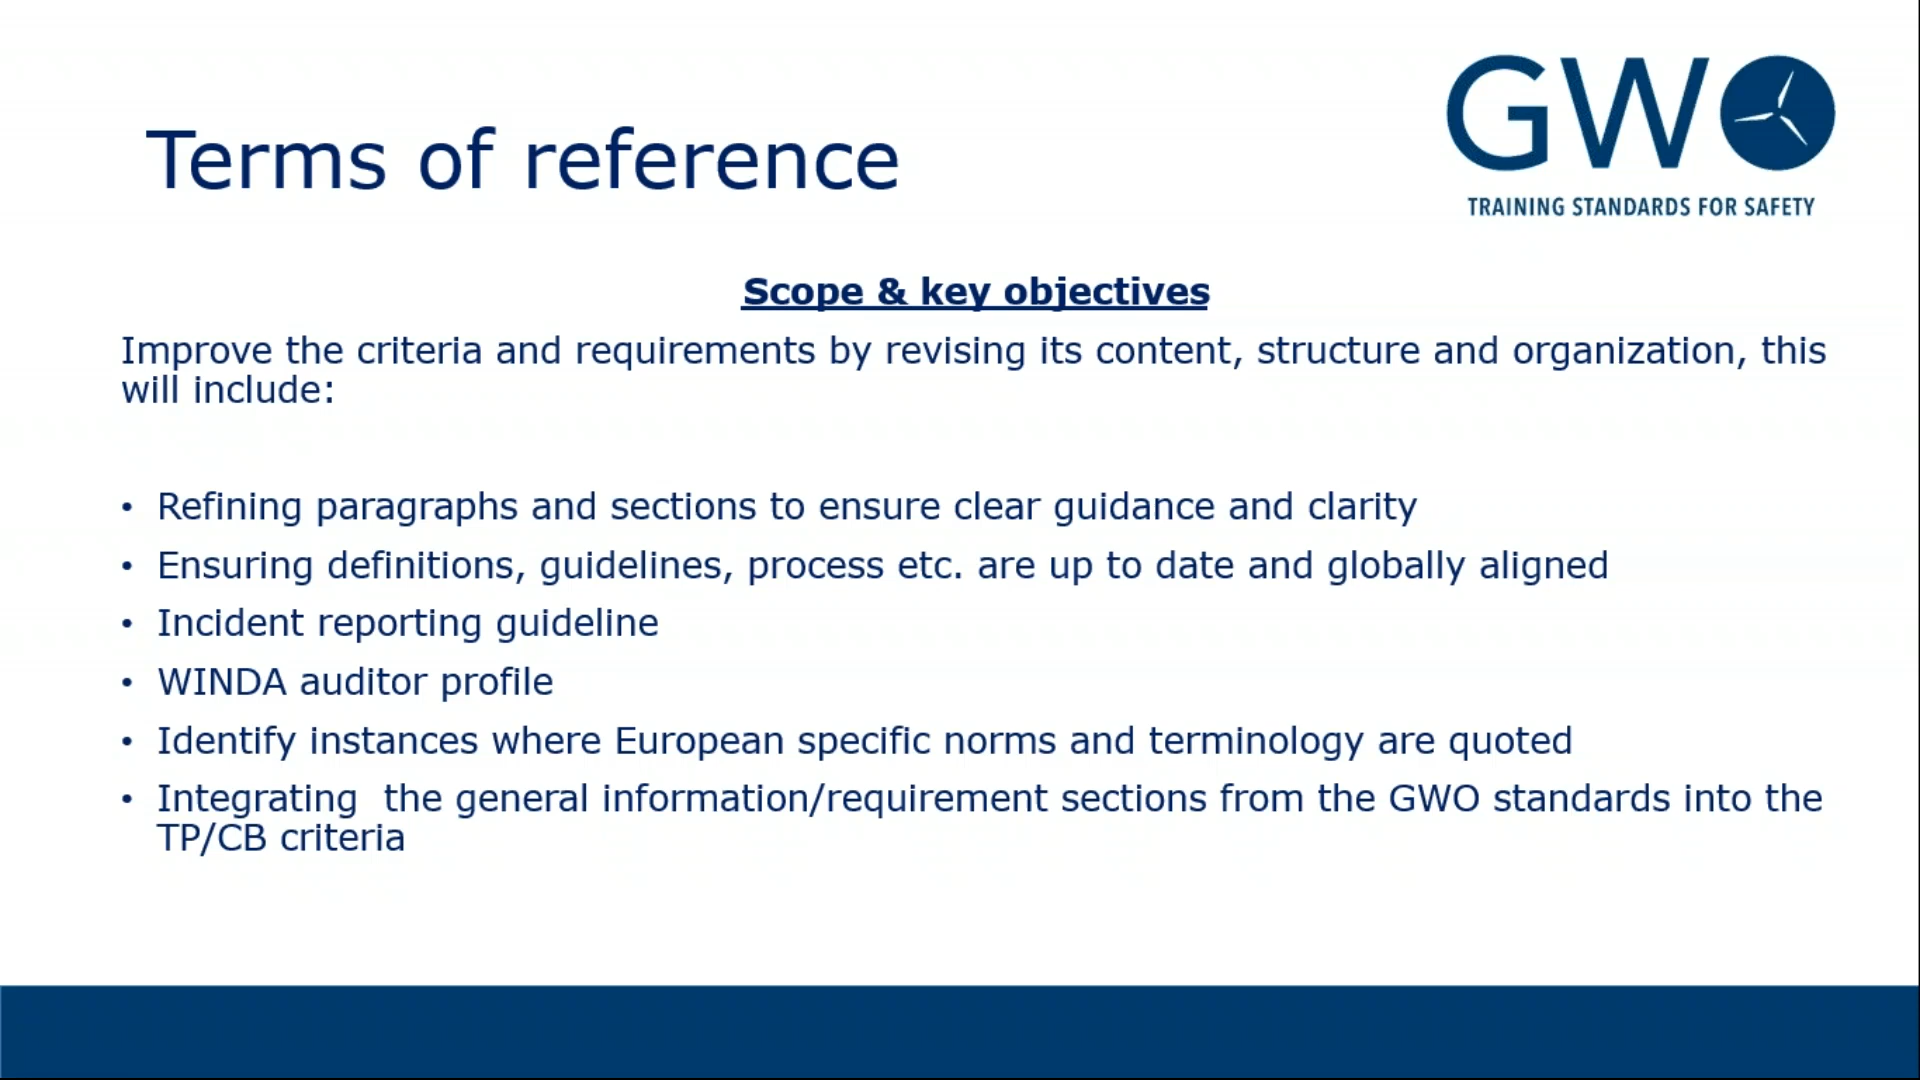 GWO
TRAINING STANDARDS FOR SAFETY
Terms of reference
Scope & key objectives
Improve the criteria and requirements by revising its content, structure and organization, this
will include:
• Refining paragraphs and sections to ensure clear guidance and clarity
• Ensuring definitions, guidelines, process etc. are up to date and globally aligned
• Incident reporting guideline
• WINDA auditor profile
• Identify instances where European specific norms and terminology are quoted
• Integrating  the general information/requirement sections from the GWO standards into the
TP/CB criteria